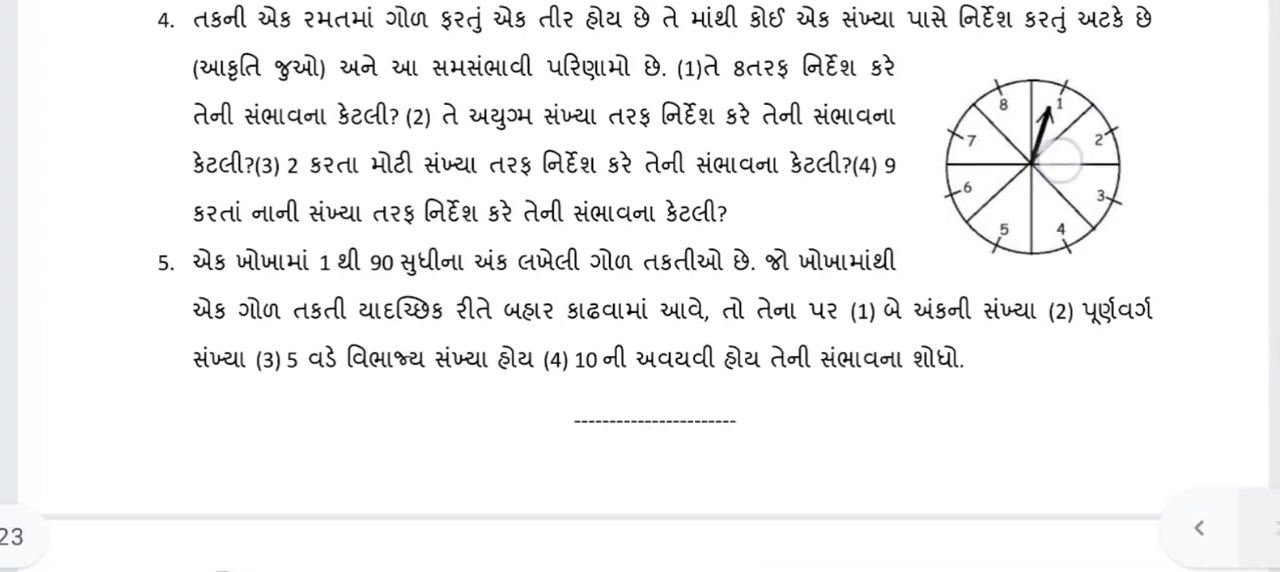 4. તકની એક રમતમાં ગોળ ફરતું એક તીર હોય છે તે માંથી કોઈ એક સંખ્યા પાસે નિર્દેશ કરતું અટકે છે
(આકૃતિ જુઓ) અને આ સમસંભાવી પરિણામો છે. (1)તે 8તરફ નિર્દેશ કરે
તેની સંભાવના કેટલી? (2) તે અયુગ્મ સંખ્યા તરફ નિર્દેશ કરે તેની સંભાવના
કેટલી?(3) 2 કરતા મોટી સંખ્યા તરફ નિર્દેશ કરે તેની સંભાવના કેટલી?(4) 9
કરતાં નાની સંખ્યા તરફ નિર્દેશ કરે તેની સંભાવના કેટલી?
8 1
7 2
6 3
5 4
5. એક ખોખામાં 1 થી 90 સુધીના અંક લખેલી ગોળ તકતીઓ છે. જો ખોખામાંથી
એક ગોળ તકતી યાદચ્છિક રીતે બહાર કાઢવામાં આવે, તો તેના પર (1) બે અંકની સંખ્યા (2) પૂર્ણવર્ગ
સંખ્યા (3) 5 વડે વિભાજ્ય સંખ્યા હોય (4) 10 ની અવયવી હોય તેની સંભાવના શોધો.
-----------------------
23